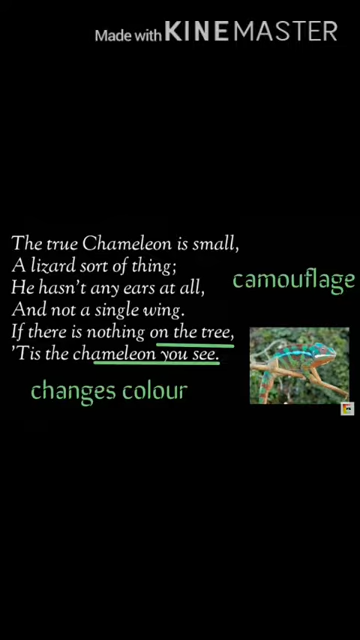 Made with KINEMASTER
The true Chameleon is small,
A lizard sort of thing;
He hasn't any ears at all,
And not a single wing.
If there is nothing on the tree,
'Tis the chameleon you see.
camouflage
changes colour